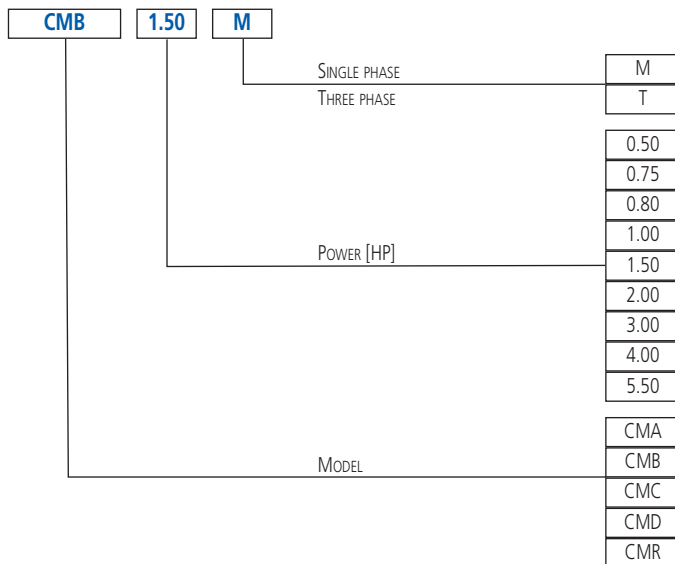 CMB 1.50 M
SINGLE PHASE M
THREE PHASE T
0.50
0.75
0.80
1.00
POWER [HP] 1.50
2.00
3.00
4.00
5.50
CMA
MODEL CMB
CMC
CMD
CMR